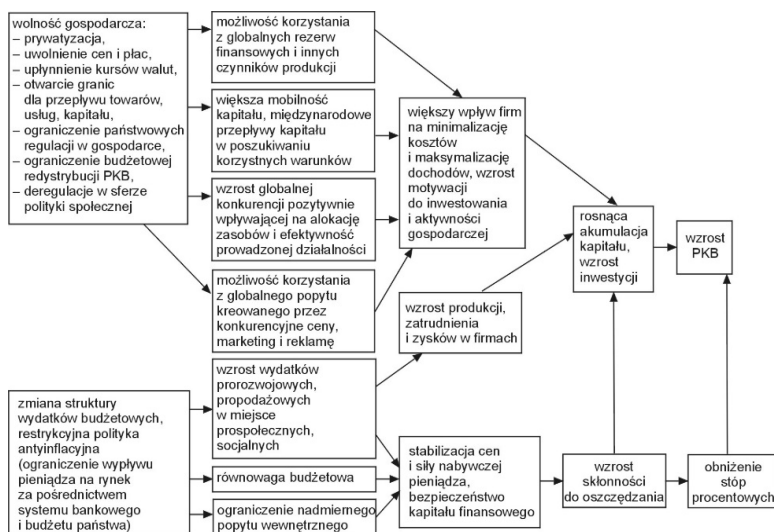 wolność gospodarcza:
– prywatyzacja,
– uwolnienie cen i płac,
– upłynnienie kursów walut,
– otwarcie granic
dla przepływu towarów,
usług, kapitału,
– ograniczenie państwowych
regulacji w gospodarce,
– ograniczenie budżetowej
redystrybucji PKB,
– deregulacje w sferze
polityki społecznej
możliwość korzystania
z globalnych rezerw
finansowych i innych
czynników produkcji
większa mobilność
kapitału, międzynarodowe
przepływy kapitału
w poszukiwaniu
korzystnych warunków
wzrost globalnej
konkurencji pozytywnie
wpływającej na alokację
zasobów i efektywność
prowadzonej działalności
możliwość korzystania
z globalnego popytu
kreowanego przez
konkurencyjne ceny,
marketing i reklamę
większy wpływ firm
na minimalizację
kosztów
i maksymalizację
dochodów, wzrost
motywacji
do inwestowania
i aktywności
gospodarczej
rosnąca
akumulacja
kapitału,
wzrost
inwestycji
wzrost
PKB
wzrost produkcji,
zatrudnienia
i zysków w firmach
zmiana struktury
wydatków budżetowych,
restrykcyjna polityka
antyinflacyjna
(ograniczenie wypływu
pieniądza na rynek
za pośrednictwem
systemu bankowego
i budżetu państwa)
wzrost wydatków
prorozwojowych,
propodażowych
w miejsce
prospołecznych,
socjalnych
równowaga budżetowa
ograniczenie nadmiernego
popytu wewnętrznego
stabilizacja cen
i siły nabywczej
pieniądza,
bezpieczeństwo
kapitału finansowego
wzrost
skłonności
do oszczędzania
obniżenie
stóp
procentowych